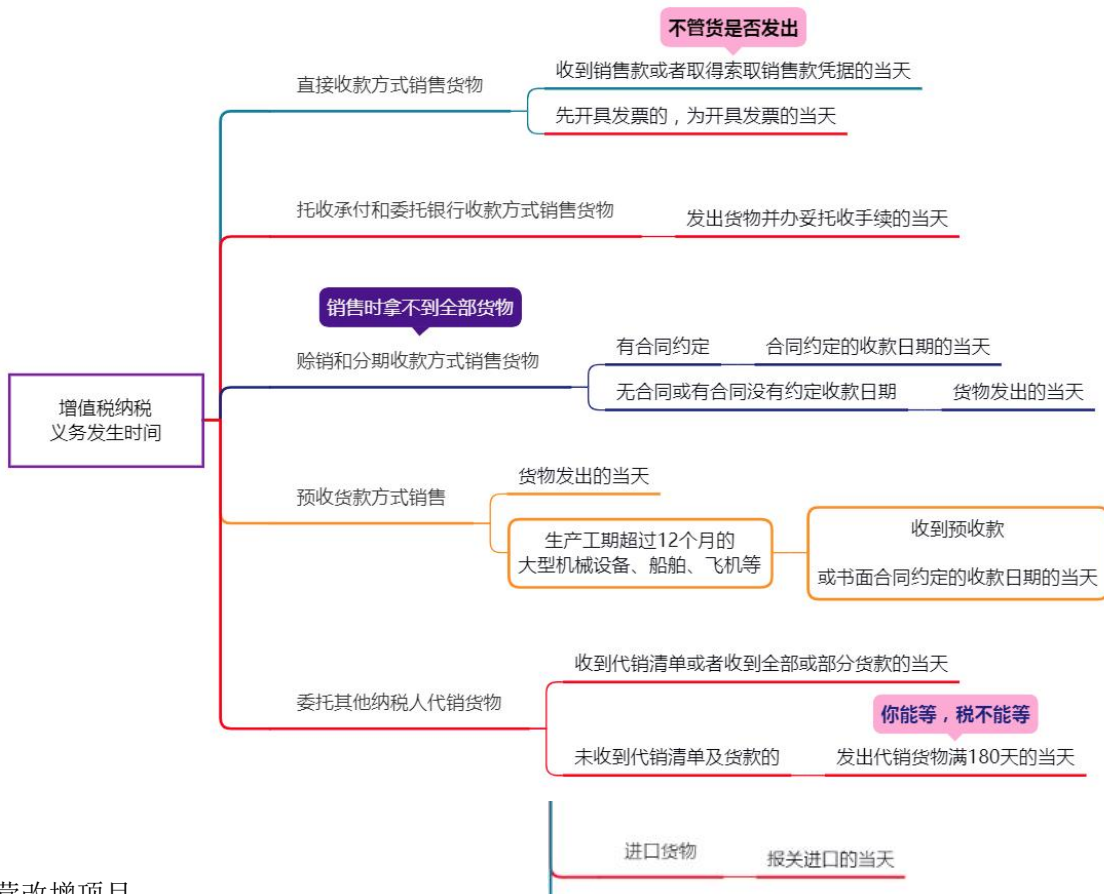 不管货是否发出
收到销售款或者取得索取销售款凭据的当天
直接收款方式销售货物
先开具发票的，为开具发票的当天
托收承付和委托银行收款方式销售货物
发出货物并办妥托收手续的当天
销售时拿不到全部货物
有合同约定
合同约定的收款日期的当天
赊销和分期收款方式销售货物
无合同或有合同没有约定收款日期
货物发出的当天
增值税纳税
义务发生时间
货物发出的当天
预收货款方式销售
生产工期超过12个月的
大型机械设备、船舶、飞机等
收到预收款
或书面合同约定的收款日期的当天
收到代销清单或者收到全部或部分货款的当天
委托其他纳税人代销货物
你能等，税不能等
未收到代销清单及货款的
发出代销货物满180天的当天
进口货物
报关进口的当天
营改增项目